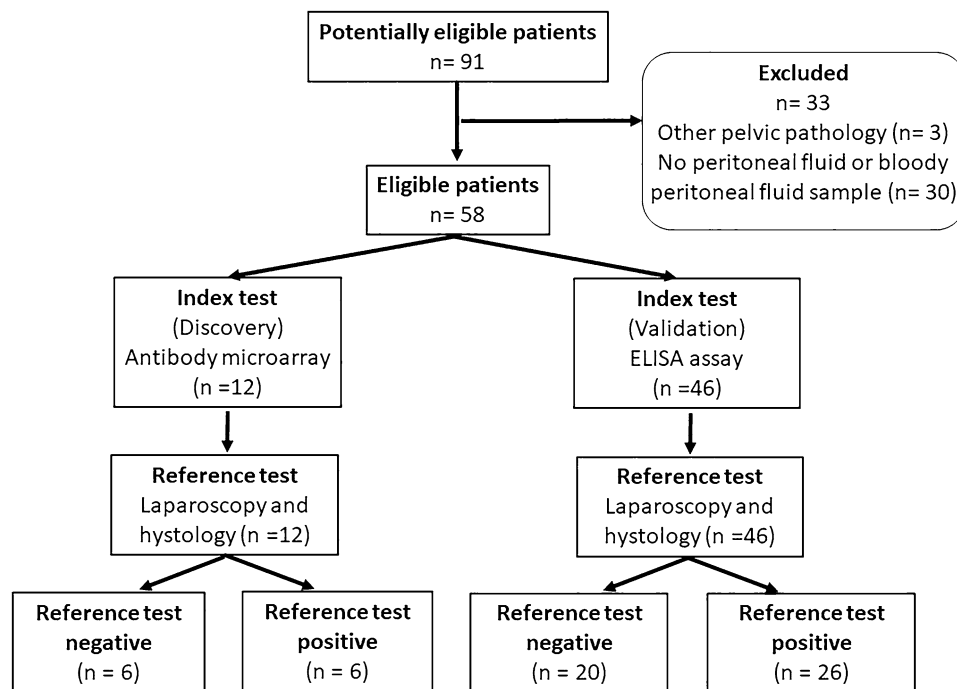 Potentially eligible patients
n= 91
Excluded
n= 33
Other pelvic pathology (n= 3)
No peritoneal fluid or bloody
peritoneal fluid sample (n= 30)
Eligible patients
n= 58
Index test
(Discovery)
Antibody microarray
(n =12)
Index test
(Validation)
ELISA assay
(n =46)
Reference test
Laparoscopy and
hystology (n =12)
Reference test
Laparoscopy and
hystology (n =46)
Reference test
negative
(n = 6)
Reference test
positive
(n = 6)
Reference test
negative
(n = 20)
Reference test
positive
(n = 26)